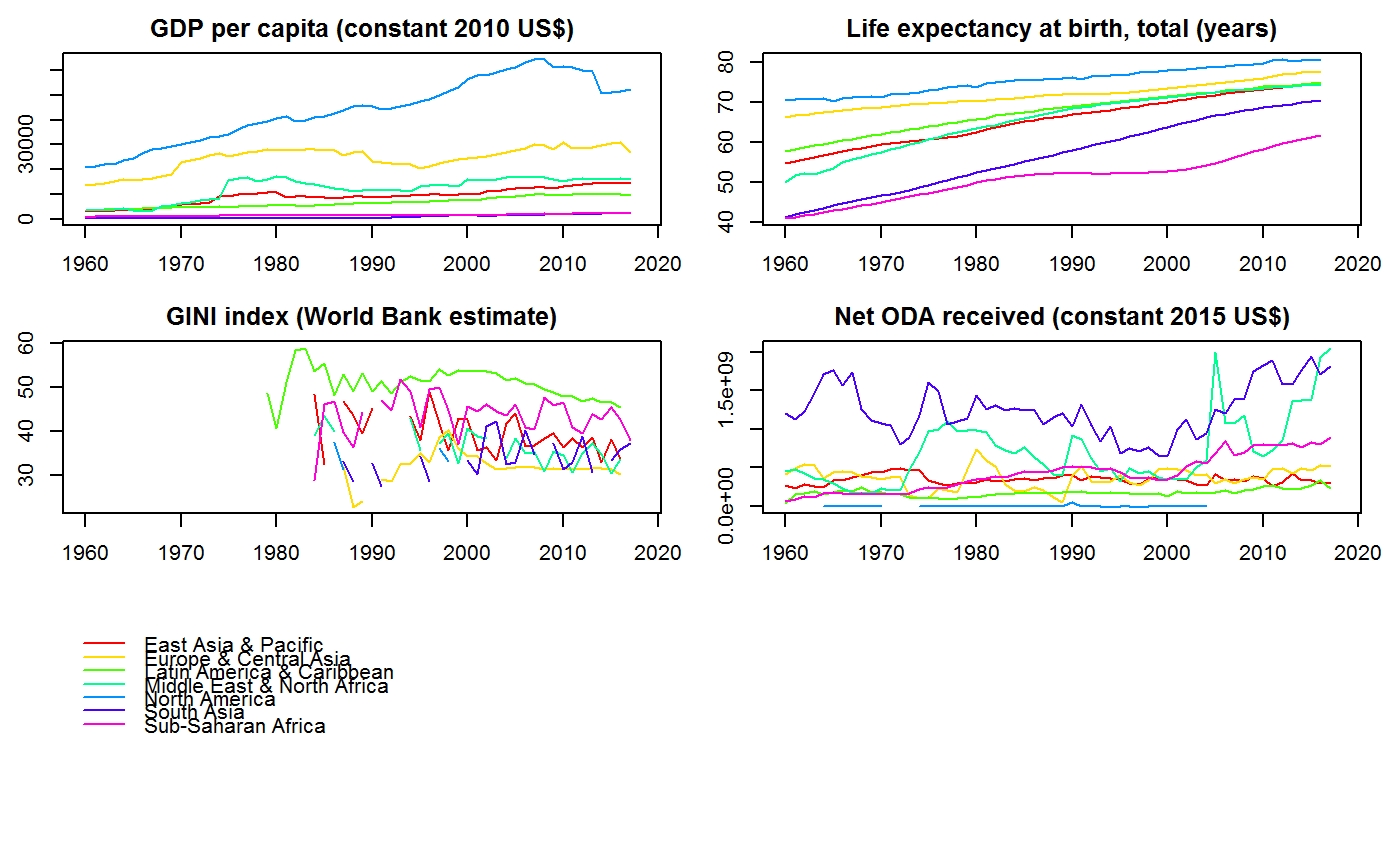 GDP per capita (constant 2010 US$)
0 30000
1960 1970 1980 1990 2000 2010 2020
Life expectancy at birth, total (years)
40 50 60 70 80
1960 1970 1980 1990 2000 2010 2020
GINI index (World Bank estimate)
30 40 50 60
1960 1970 1980 1990 2000 2010 2020
Net ODA received (constant 2015 US$)
0.0e+00 1.5e+09
1960 1970 1980 1990 2000 2010 2020
East Asia & Pacific
Europe & Central Asia
Latin America & Caribbean
Middle East & North Africa
North America
South Asia
Sub-Saharan Africa